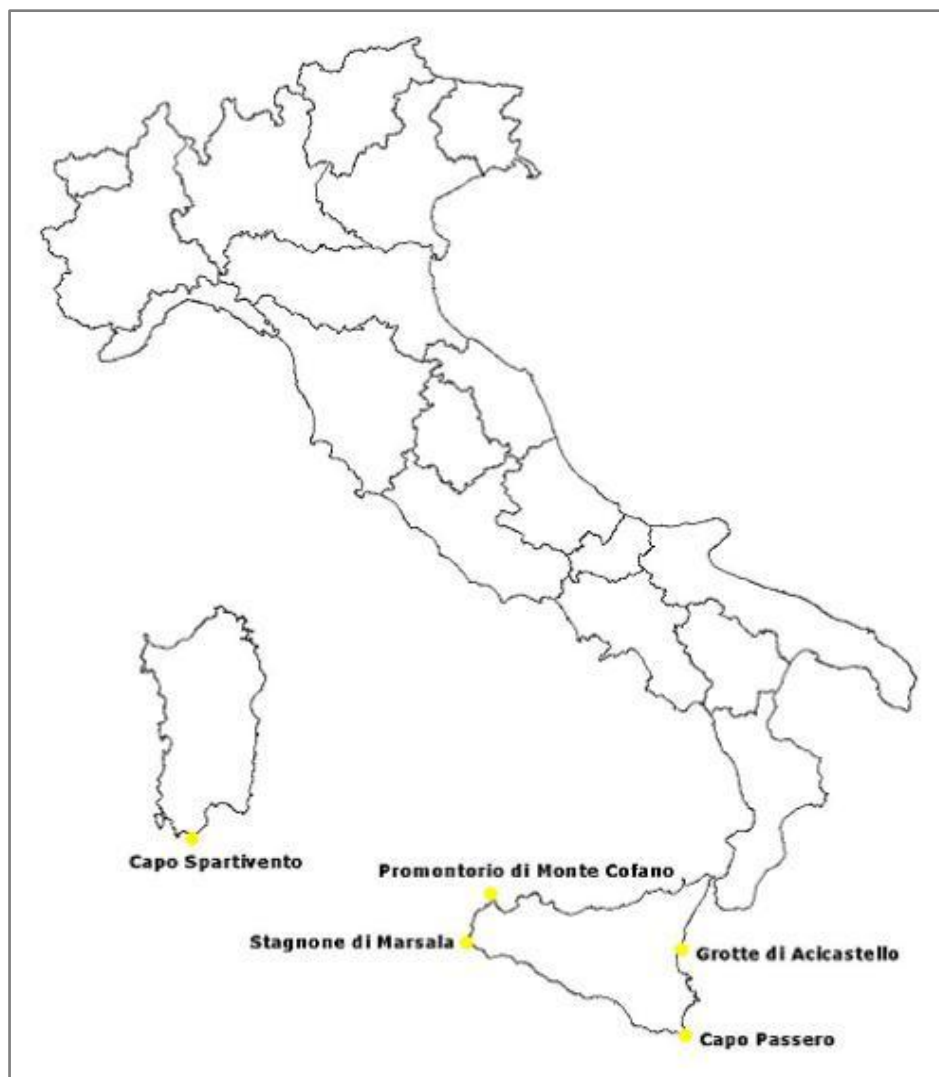 Capo Spartivento
Promontorio di Monte Cofano
Stagnone di Marsala
Grotte di Acicastello
Capo Passero